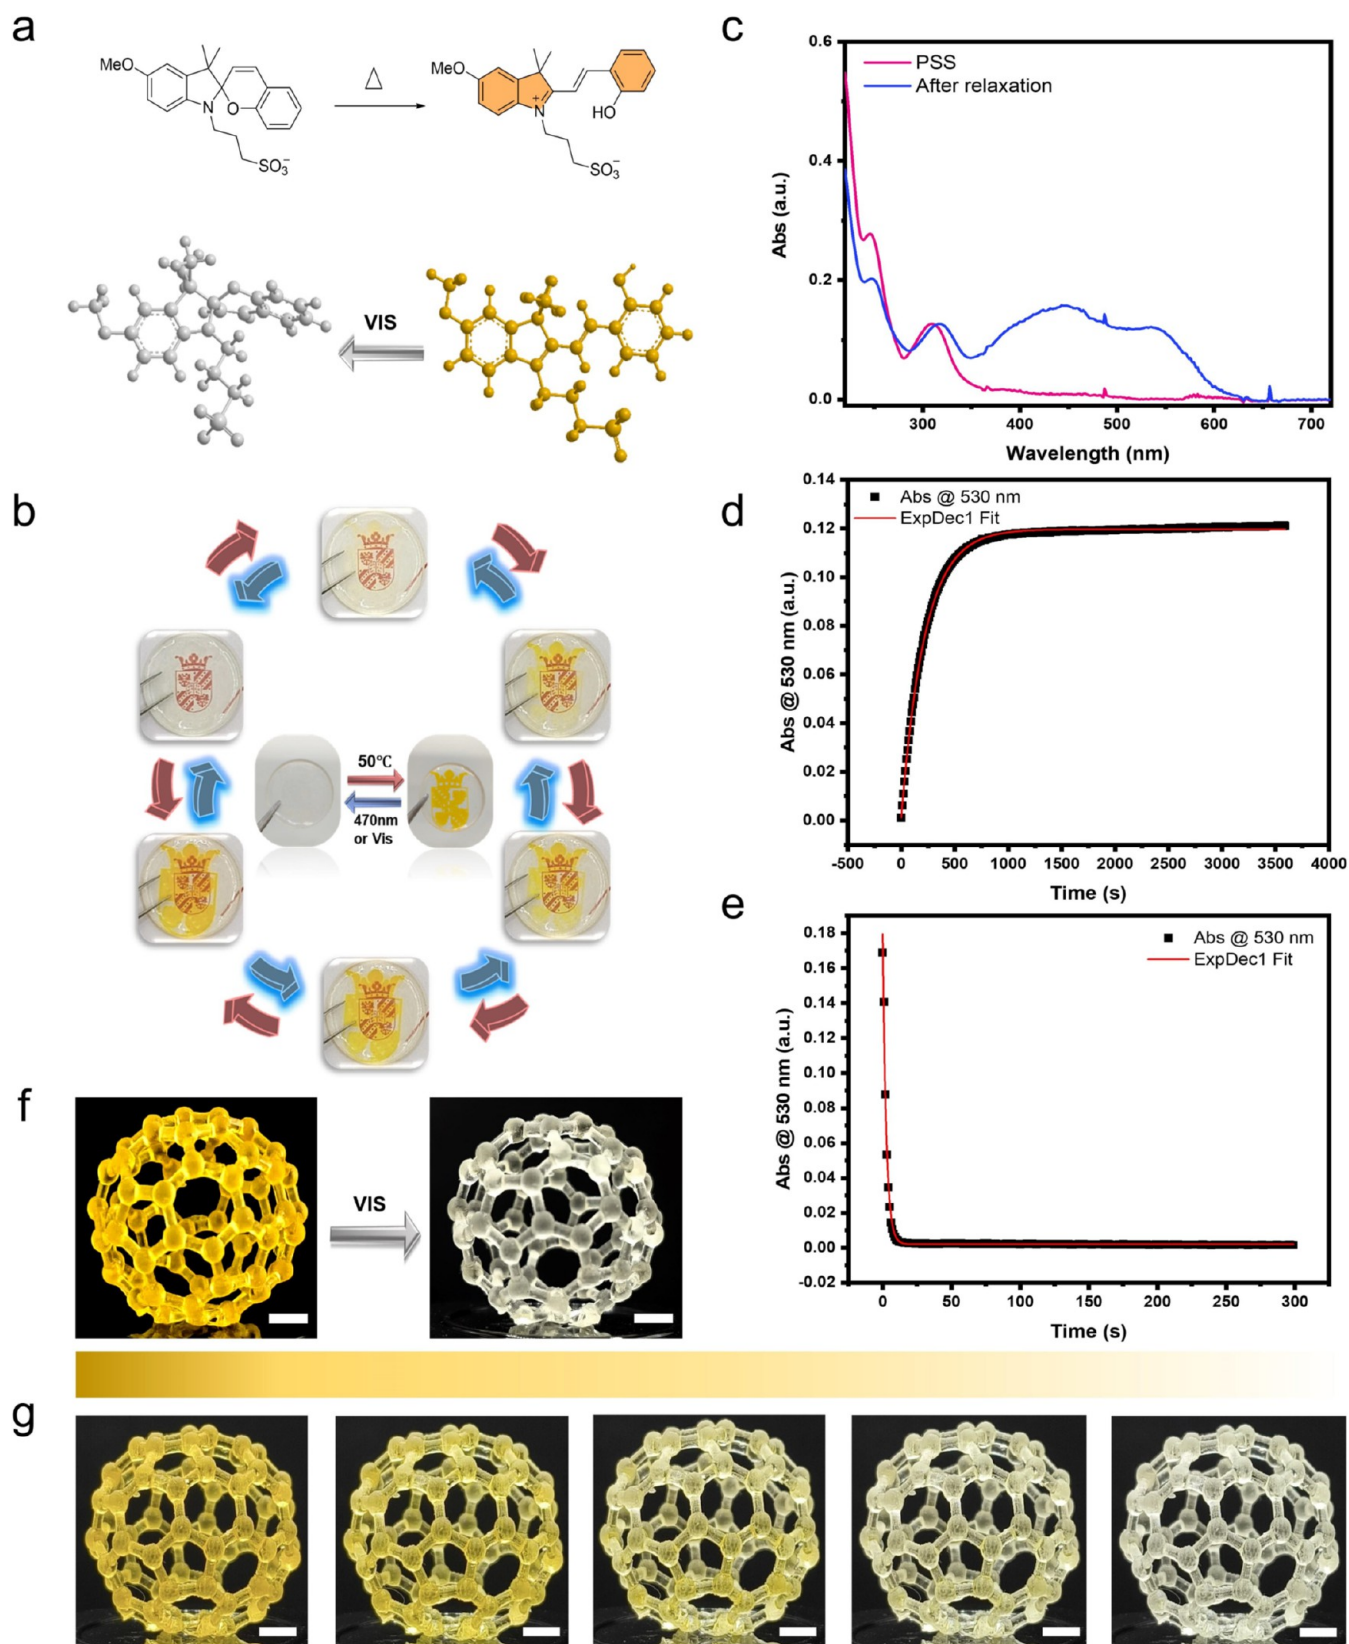 a
MeO
N
O
SO₃⁻
△
MeO
N
+
HO
SO₃⁻
VIS
b
50℃
470nm
or Vis
c
PSS
After relaxation
Abs (a.u.)
0.6
0.4
0.2
0.0
300 400 500 600 700
Wavelength (nm)
d
Abs @ 530 nm
ExpDec1 Fit
Abs @ 530 nm (a.u.)
0.14
0.12
0.10
0.08
0.06
0.04
0.02
0.00
-500 0 500 1000 1500 2000 2500 3000 3500 4000
Time (s)
e
Abs @ 530 nm
ExpDec1 Fit
Abs @ 530 nm (a.u.)
0.18
0.16
0.14
0.12
0.10
0.08
0.06
0.04
0.02
0.00
-0.02
0 50 100 150 200 250 300
Time (s)
f
VIS
g